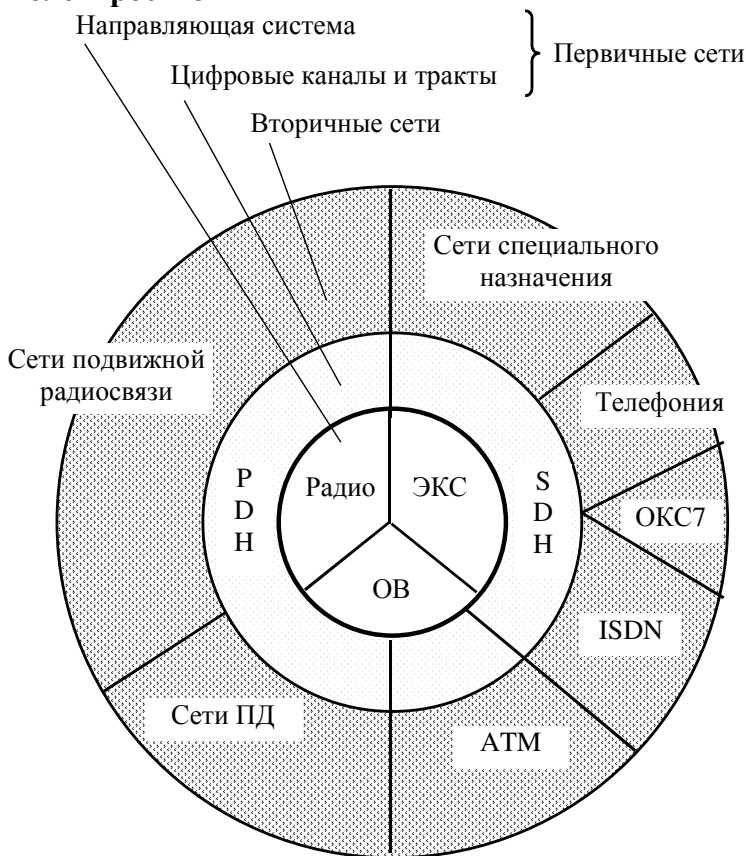 Направляющая система
Цифровые каналы и тракты
Первичные сети
Вторичные сети
Сети специального
назначения
Сети подвижной
радиосвязи
Телефония
P
D
H
Радио
ЭКС
S
D
H
ОКС7
ОВ
ISDN
Сети ПД
ATM